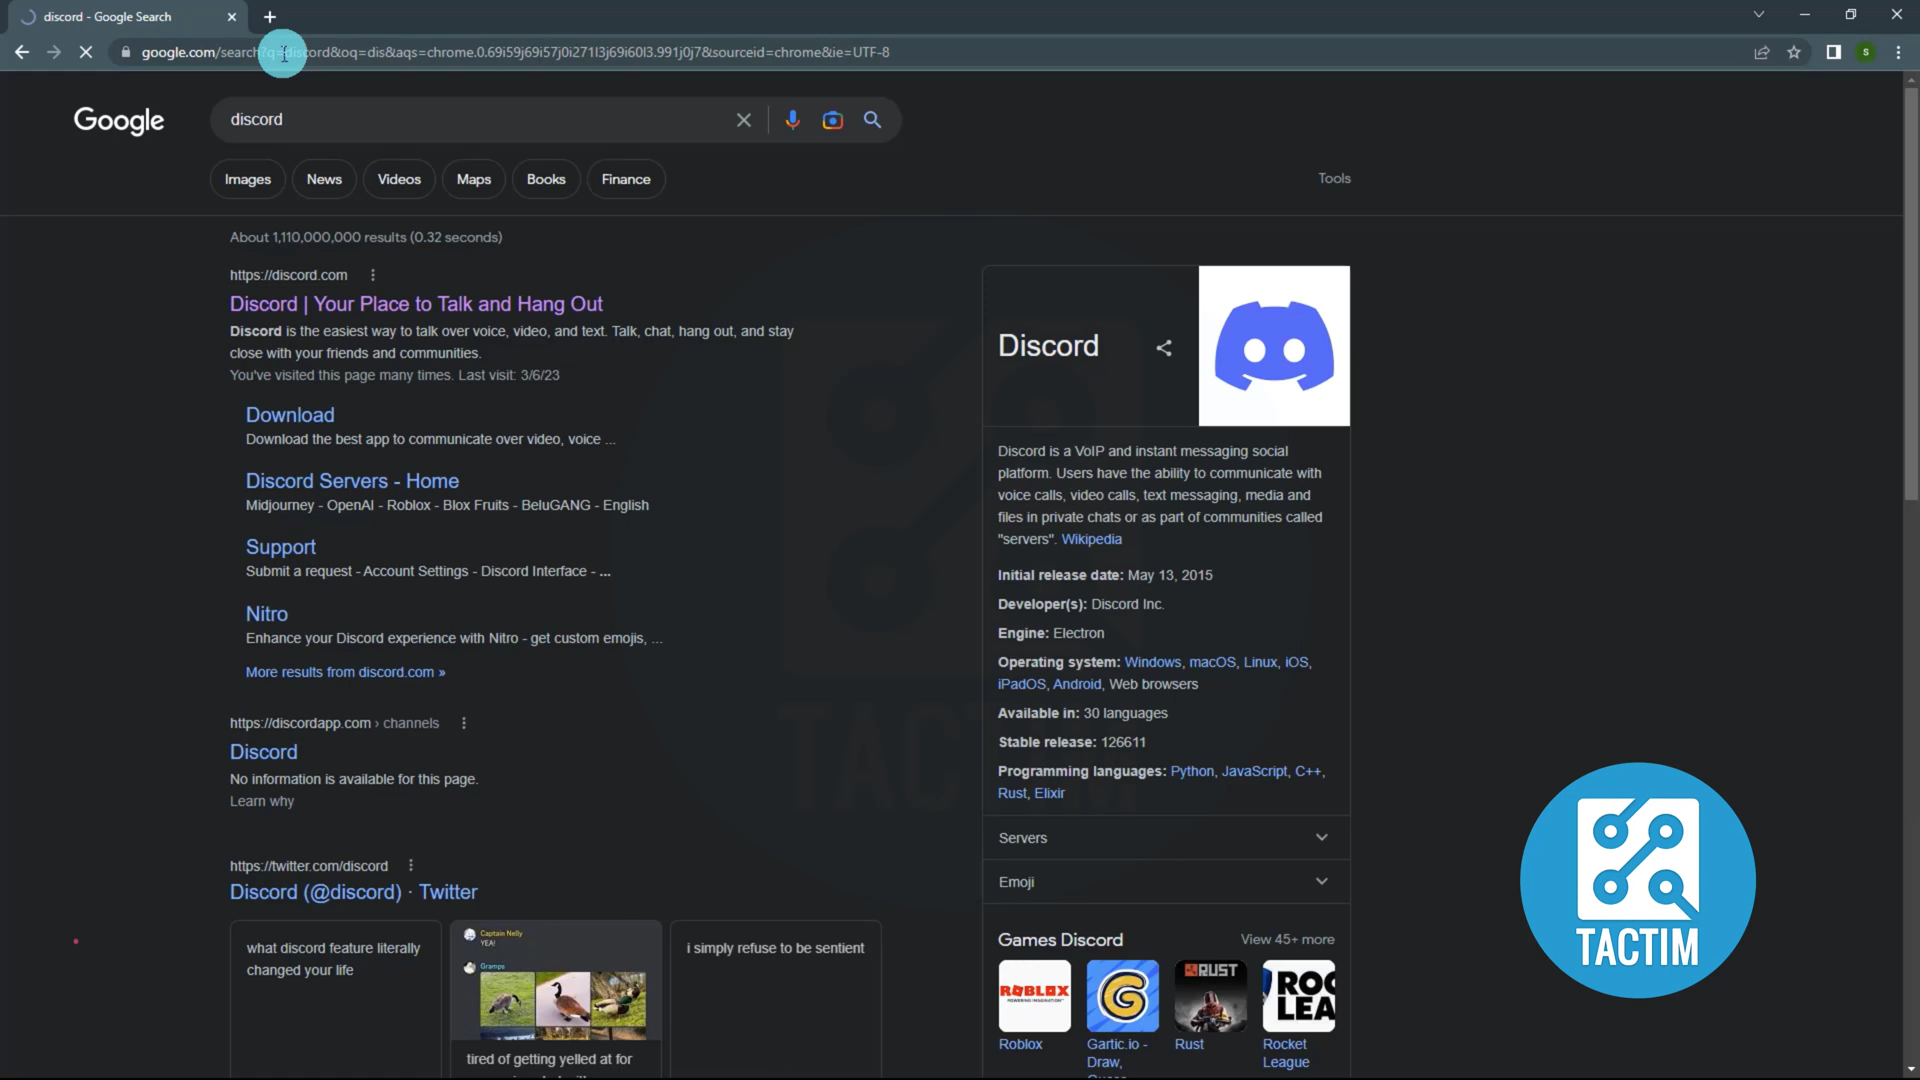 discord - Google Search
google.com/search?q=discord&oq=dis&aqs=chrome.0.69i59j69i57j0i271l3j69i60l3.991j0j7&sourceid=chrome&ie=UTF-8
S
Google
discord
Images
News
Videos
Maps
Books
Finance
Tools
About 1,110,000,000 results (0.32 seconds)
https://discord.com
Discord | Your Place to Talk and Hang Out
Discord is the easiest way to talk over voice, video, and text. Talk, chat, hang out, and stay
close with your friends and communities.
You've visited this page many times. Last visit: 3/6/23
Download
Download the best app to communicate over video, voice ...
Discord Servers - Home
Midjourney - OpenAI - Roblox - Blox Fruits - BeluGANG - English
Support
Submit a request - Account Settings - Discord Interface - ...
Nitro
Enhance your Discord experience with Nitro - get custom emojis, ...
More results from discord.com »
https://discordapp.com › channels
Discord
No information is available for this page.
Learn why
https://twitter.com/discord
Discord (@discord) · Twitter
what discord feature literally
changed your life
Captain Nelly
YEA!
Gramps
tired of getting yelled at for
i simply refuse to be sentient
Discord
Discord is a VoIP and instant messaging social
platform. Users have the ability to communicate with
voice calls, video calls, text messaging, media and
files in private chats or as part of communities called
"servers". Wikipedia
Initial release date: May 13, 2015
Developer(s): Discord Inc.
Engine: Electron
Operating system: Windows, macOS, Linux, iOS,
iPadOS, Android, Web browsers
Available in: 30 languages
Stable release: 126611
Programming languages: Python, JavaScript, C++,
Rust, Elixir
Servers
Emoji
Games Discord
View 45+ more
ROBLOX
POWERING IMAGINATION
RUST
ROC
LEA
Roblox
Gartic.io -
Draw,
Rust
Rocket
League
TACTIM
TACTIM